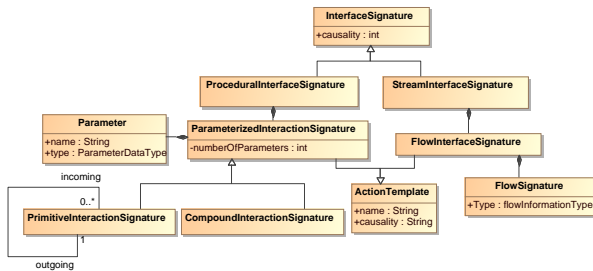 InterfaceSignature
+causality : int
ProceduralInterfaceSignature
StreamInterfaceSignature
Parameter
+name : String
+type : ParameterDataType
ParameterizedInteractionSignature
-numberOfParameters : int
FlowInterfaceSignature
ActionTemplate
+name : String
+causality : String
FlowSignature
+Type : flowInformationType
incoming
0..*
PrimitiveInteractionSignature
1
outgoing
CompoundInteractionSignature